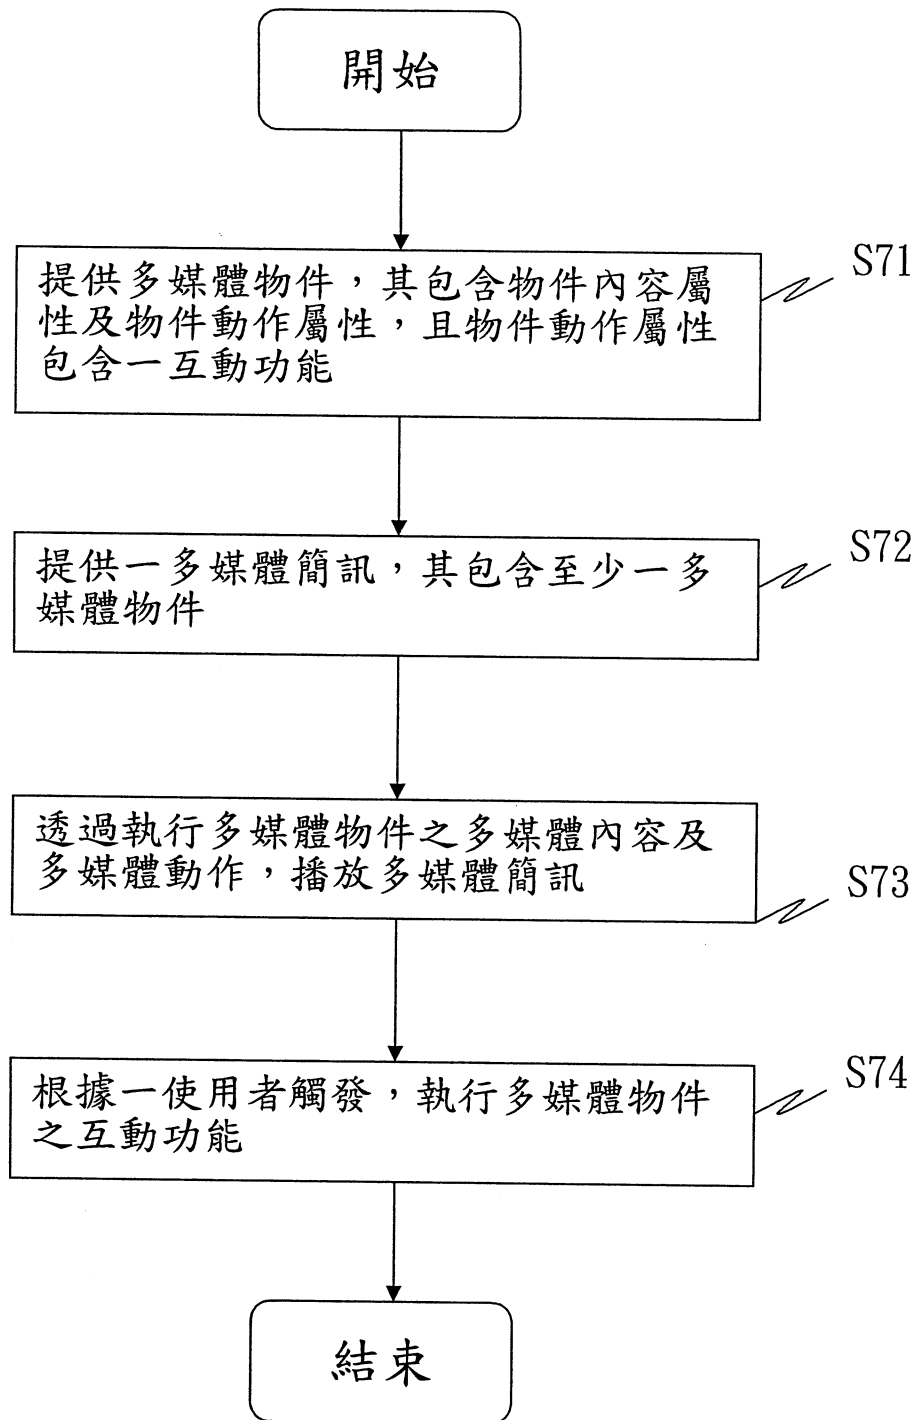 開始
提供多媒體物件，其包含物件內容屬
性及物件動作屬性，且物件動作屬性
包含一互動功能
S71
提供一多媒體簡訊，其包含至少一多
媒體物件
S72
透過執行多媒體物件之多媒體內容及
多媒體動作，播放多媒體簡訊
S73
根據一使用者觸發，執行多媒體物件
之互動功能
S74
結束